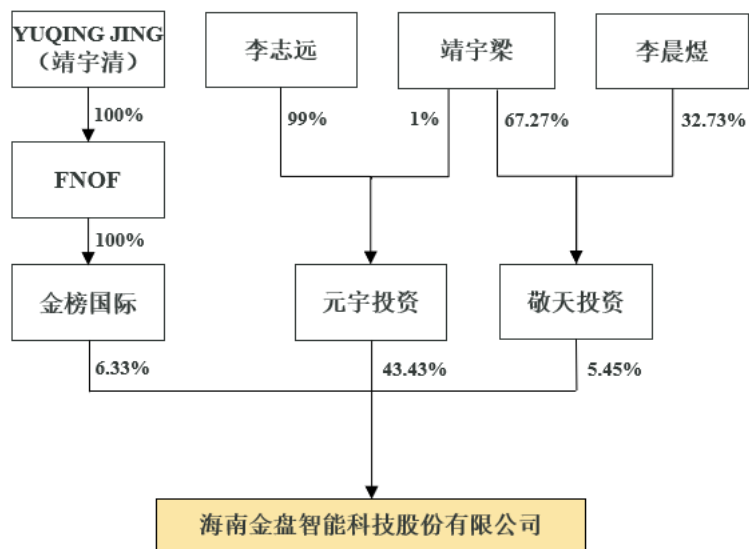 YUQING JING
（靖宇清）
李志远
靖宇梁
李晨煜
100%
99%
1%
67.27%
32.73%
FNOF
100%
金榜国际
元宇投资
敬天投资
6.33%
43.43%
5.45%
海南金盘智能科技股份有限公司